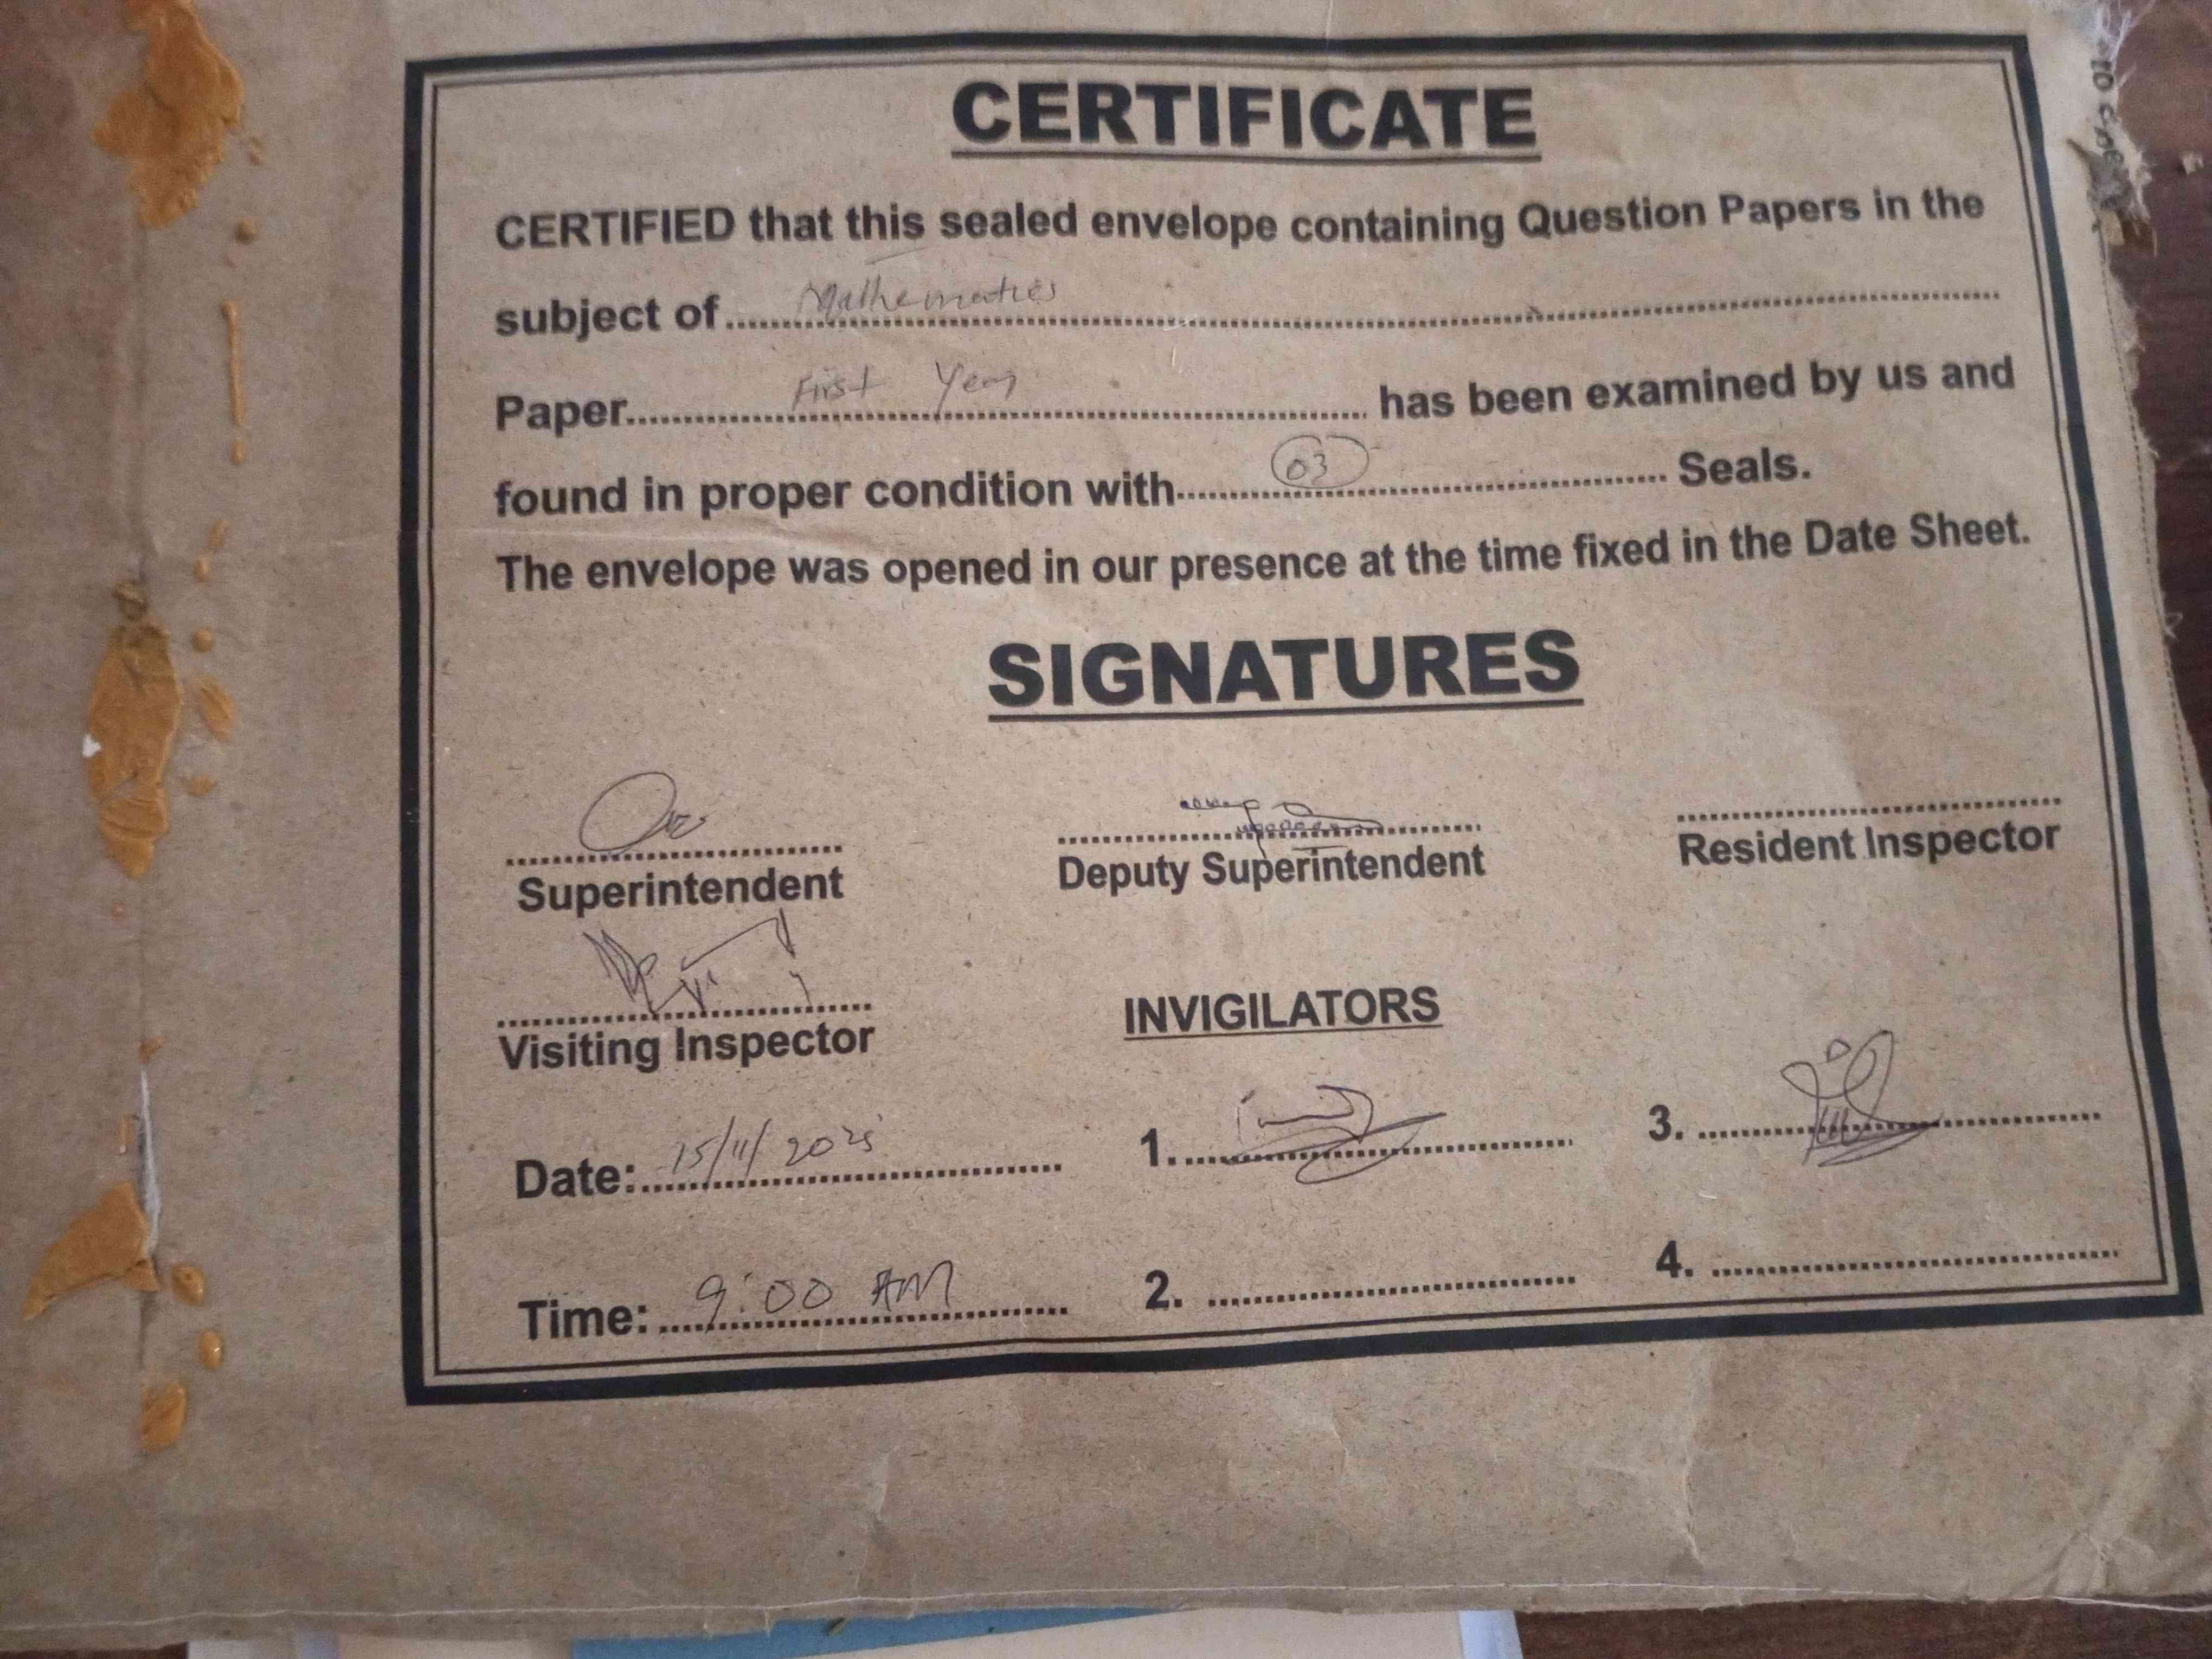 CERTIFICATE
CERTIFIED that this sealed envelope containing Question Papers in the
subject of Mathematics
Paper First Year has been examined by us and
found in proper condition with 03 Seals.
The envelope was opened in our presence at the time fixed in the Date Sheet.
SIGNATURES
Superintendent Deputy Superintendent Resident Inspector
Visiting Inspector INVIGILATORS
Date: 15/11/2025 1. 3.
Time: 9:00 AM 2. 4.